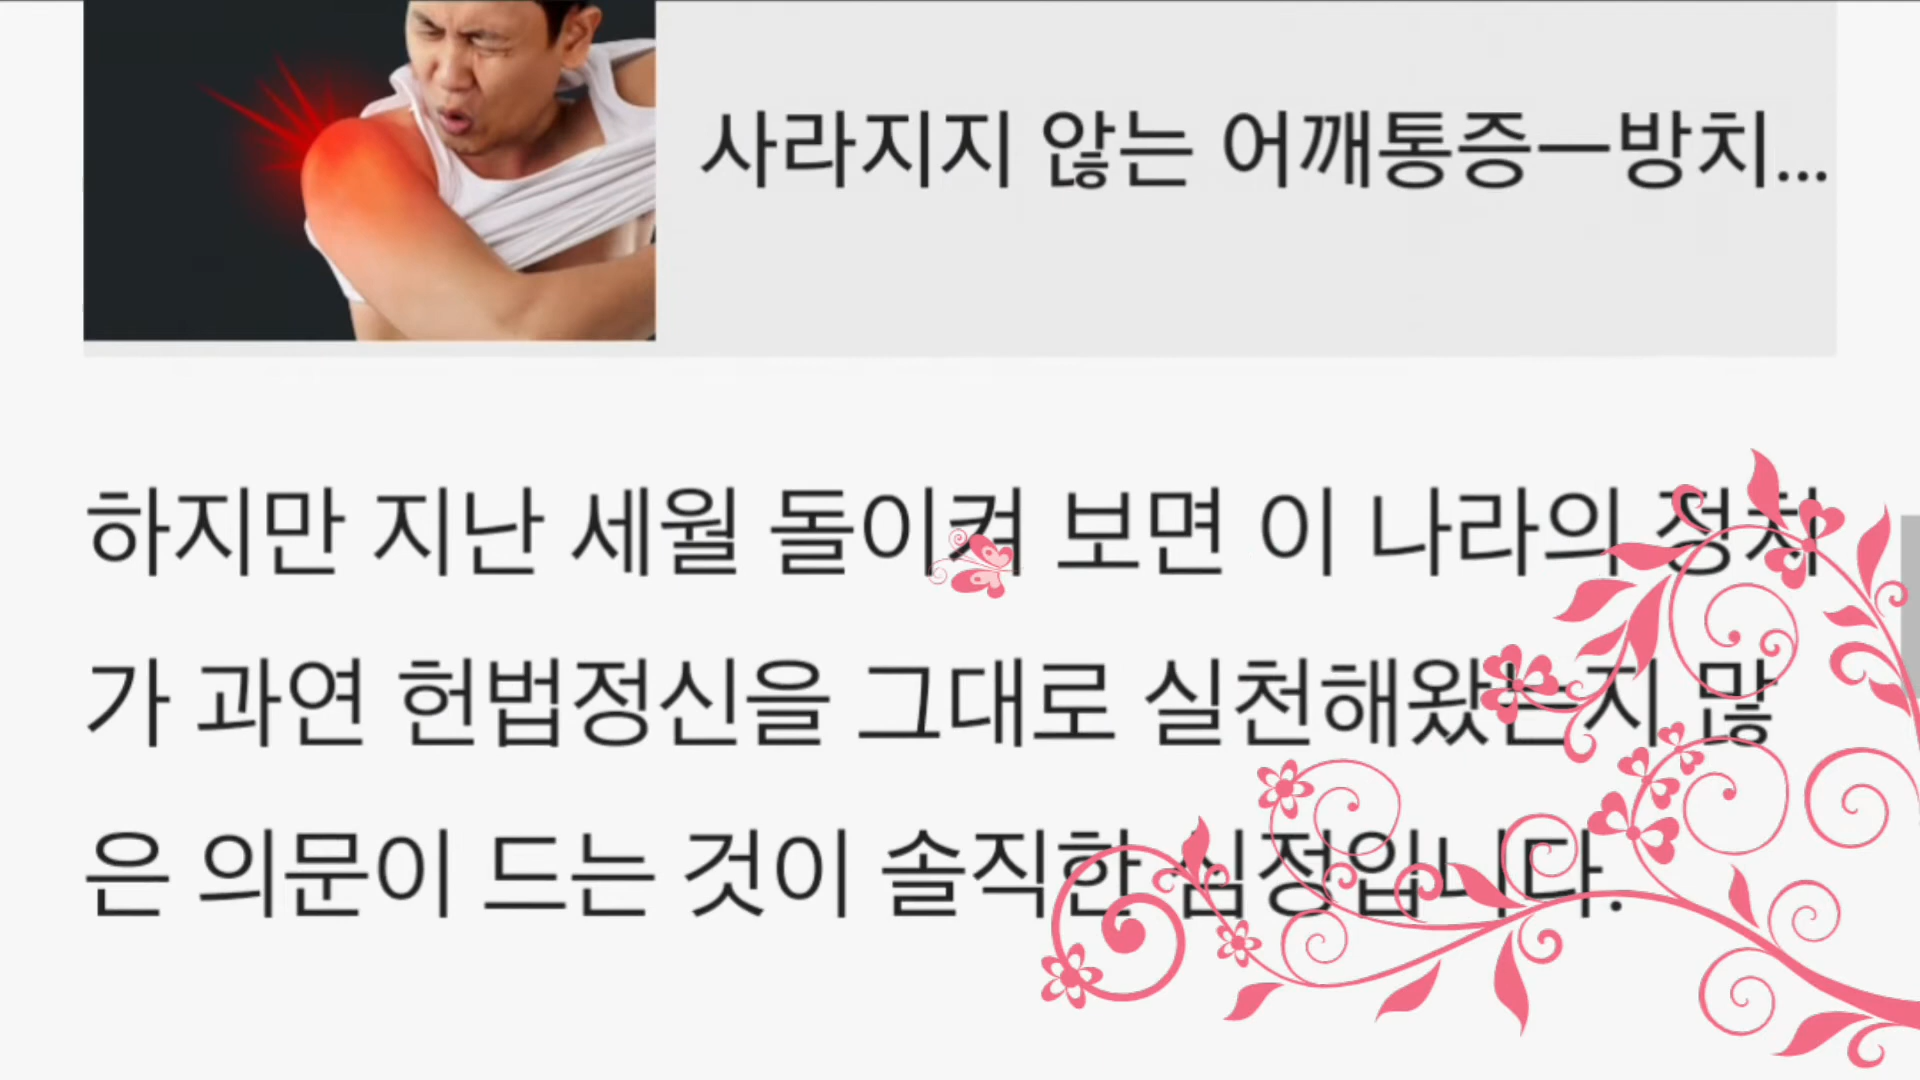 사라지지 않는 어깨통증—방치...
하지만 지난 세월 돌이켜 보면 이 나라의 정치
가 과연 헌법정신을 그대로 실천해왔는지 많
은 의문이 드는 것이 솔직한 심정입니다.